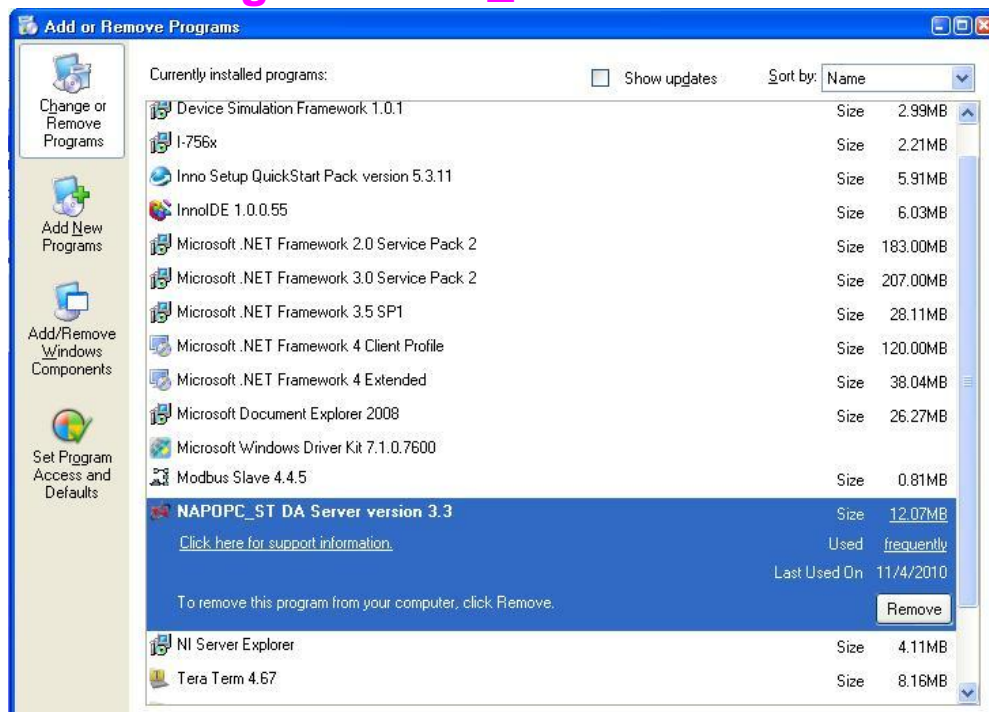 Add or Remove Programs
Currently installed programs:
Show updates
Sort by: Name
Change or
Remove
Programs
Add New
Programs
Add/Remove
Windows
Components
Set Program
Access and
Defaults
Device Simulation Framework 1.0.1 Size 2.99MB
I-756x Size 2.21MB
Inno Setup QuickStart Pack version 5.3.11 Size 5.91MB
InnoIDE 1.0.0.55 Size 6.03MB
Microsoft .NET Framework 2.0 Service Pack 2 Size 183.00MB
Microsoft .NET Framework 3.0 Service Pack 2 Size 207.00MB
Microsoft .NET Framework 3.5 SP1 Size 28.11MB
Microsoft .NET Framework 4 Client Profile Size 120.00MB
Microsoft .NET Framework 4 Extended Size 38.04MB
Microsoft Document Explorer 2008 Size 26.27MB
Microsoft Windows Driver Kit 7.1.0.7600
Modbus Slave 4.4.5 Size 0.81MB
NAPOPC_ST DA Server version 3.3 Size 12.07MB
Click here for support information. Used frequently
Last Used On 11/4/2010
To remove this program from your computer, click Remove. Remove
NI Server Explorer Size 4.11MB
Tera Term 4.67 Size 8.16MB